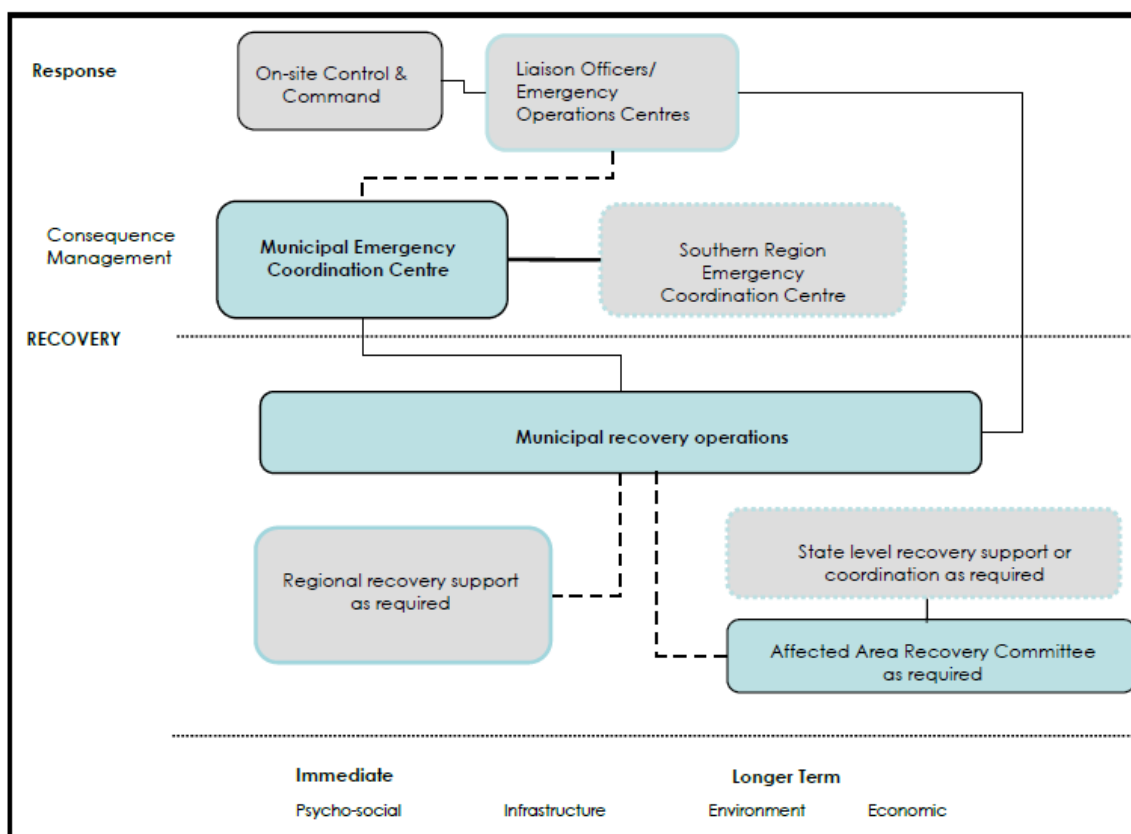 Response
On-site Control &
Command
Liaison Officers/
Emergency
Operations Centres
Consequence
Management
Municipal Emergency
Coordination Centre
Southern Region
Emergency
Coordination Centre
RECOVERY
Municipal recovery operations
Regional recovery support
as required
State level recovery support or
coordination as required
Affected Area Recovery Committee
as required
Immediate
Longer Term
Psycho-social
Infrastructure
Environment
Economic